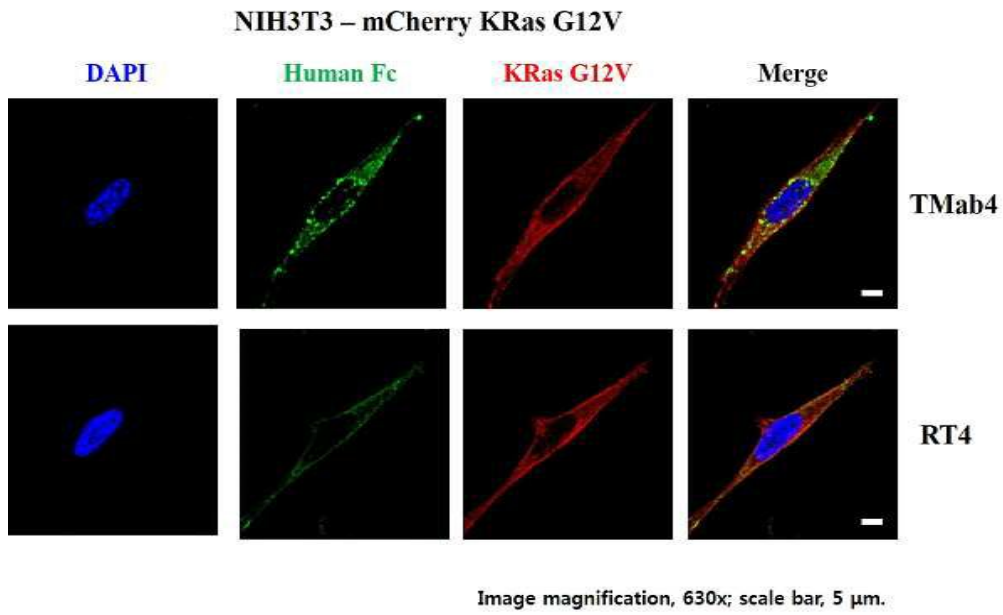 NIH3T3 – mCherry KRas G12V
DAPI Human Fc KRas G12V Merge
TMab4
RT4
Image magnification, 630x; scale bar, 5 µm.